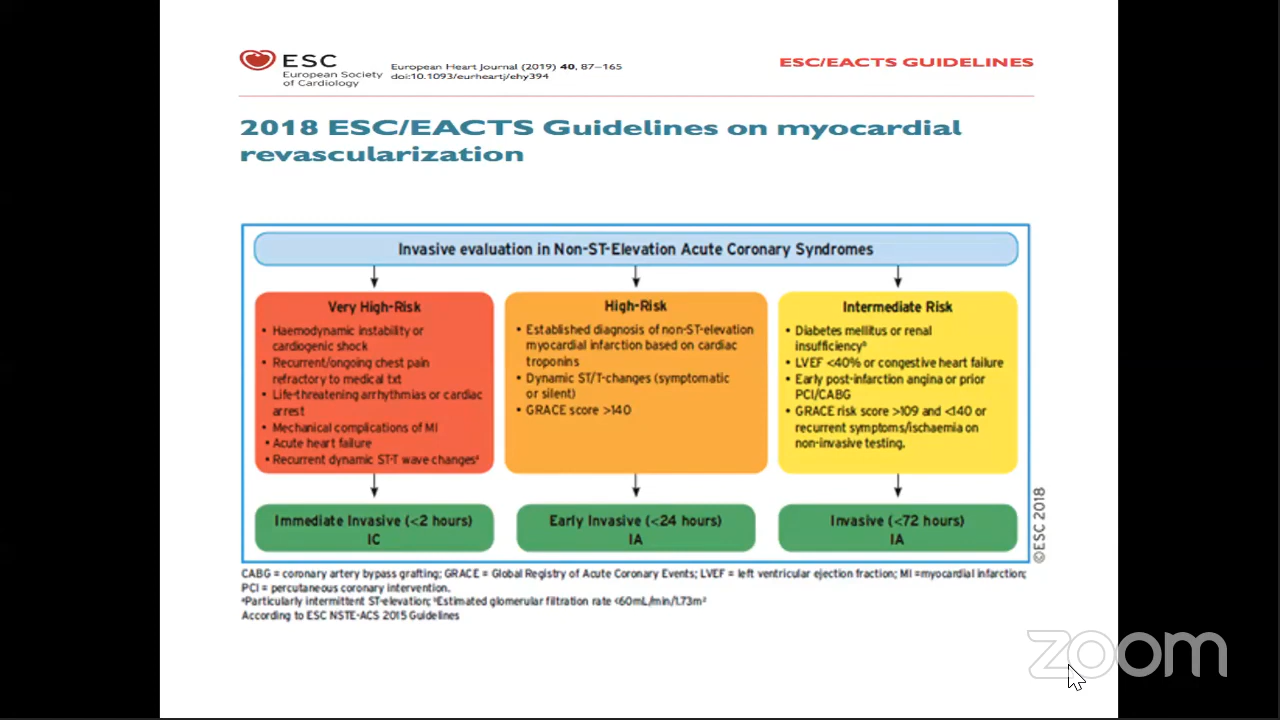 ESC
European Society
of Cardiology
European Heart Journal (2019) 40, 87–165
doi:10.1093/eurheartj/ehy394
ESC/EACTS GUIDELINES
2018 ESC/EACTS Guidelines on myocardial
revascularization
Invasive evaluation in Non-ST-Elevation Acute Coronary Syndromes
Very High-Risk
• Haemodynamic instability or
cardiogenic shock
• Recurrent/ongoing chest pain
refractory to medical txt
• Life-threatening arrhythmias or cardiac
arrest
• Mechanical complications of MI
• Acute heart failure
• Recurrent dynamic ST-T wave changesᵃ
High-Risk
• Established diagnosis of non-ST-elevation
myocardial infarction based on cardiac
troponins
• Dynamic ST/T-changes (symptomatic
or silent)
• GRACE score >140
Intermediate Risk
• Diabetes mellitus or renal
insufficiencyᵇ
• LVEF <40% or congestive heart failure
• Early post-infarction angina or prior
PCI/CABG
• GRACE risk score >109 and <140 or
recurrent symptoms/ischaemia on
non-invasive testing.
Immediate Invasive (<2 hours)
IC
Early Invasive (<24 hours)
IA
Invasive (<72 hours)
IA
©ESC 2018
CABG = coronary artery bypass grafting; GRACE = Global Registry of Acute Coronary Events; LVEF = left ventricular ejection fraction; MI =myocardial infarction;
PCI = percutaneous coronary intervention.
ᵃParticularly intermittent ST-elevation; ᵇEstimated glomerular filtration rate <60mL/min/1.73m²
According to ESC NSTE-ACS 2015 Guidelines
zoom